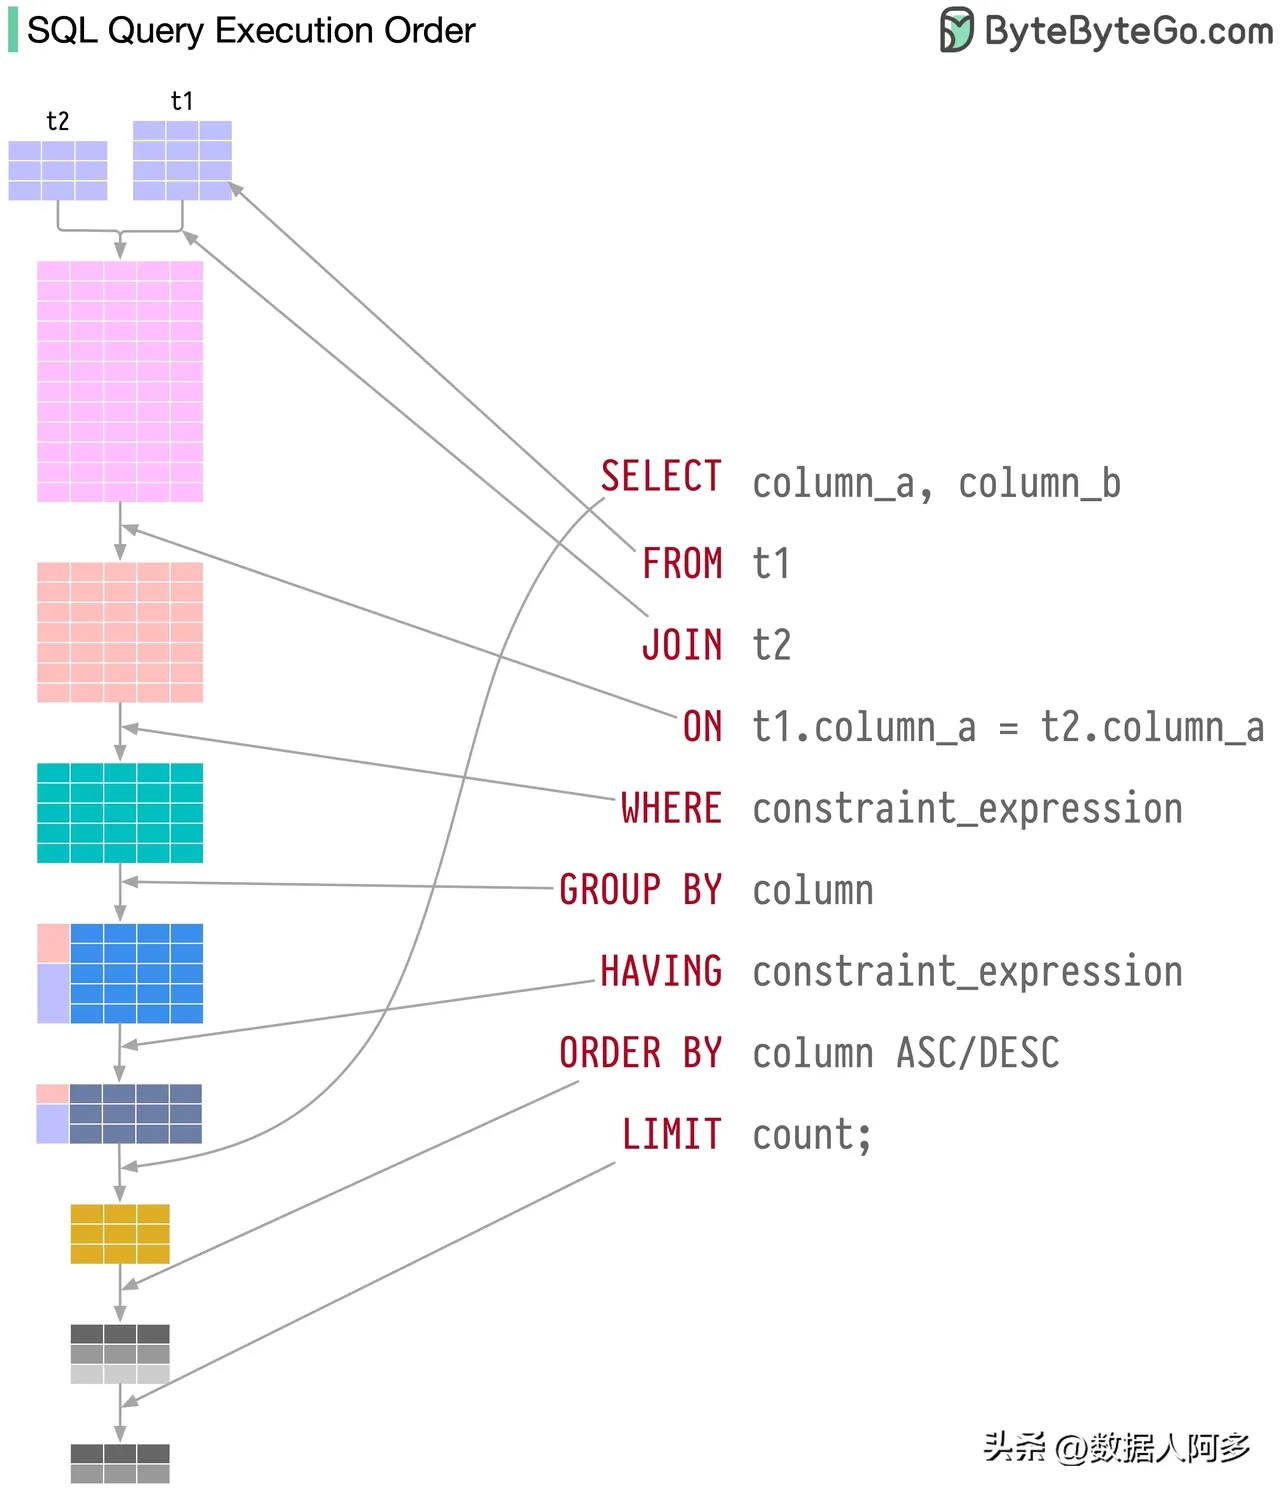 SQL Query Execution Order
ByteByteGo.com
t2
t1
SELECT column_a, column_b
FROM t1
JOIN t2
ON t1.column_a = t2.column_a
WHERE constraint_expression
GROUP BY column
HAVING constraint_expression
ORDER BY column ASC/DESC
LIMIT count;
头条 @数据人阿多